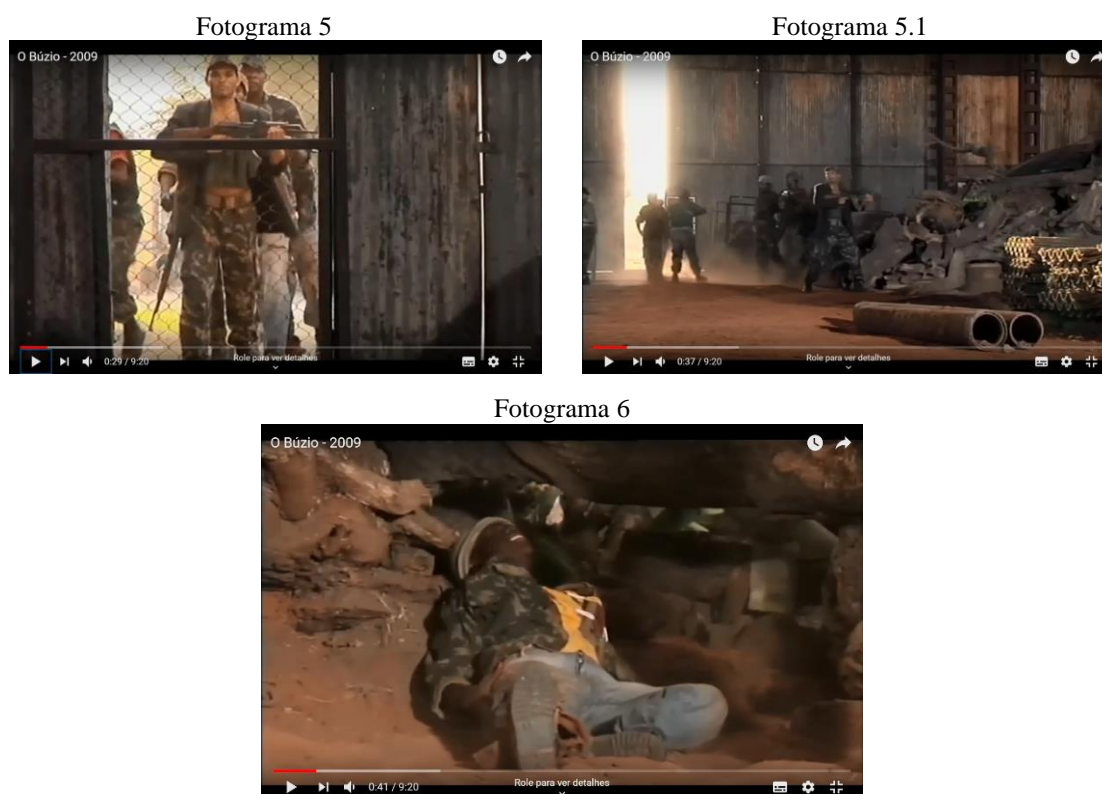 Fotograma 5
O Búzio - 2009
0:29 / 9:20
Role para ver detalhes
Fotograma 5.1
O Búzio - 2009
0:37 / 9:20
Role para ver detalhes
Fotograma 6
O Búzio - 2009
0:41 / 9:20
Role para ver detalhes